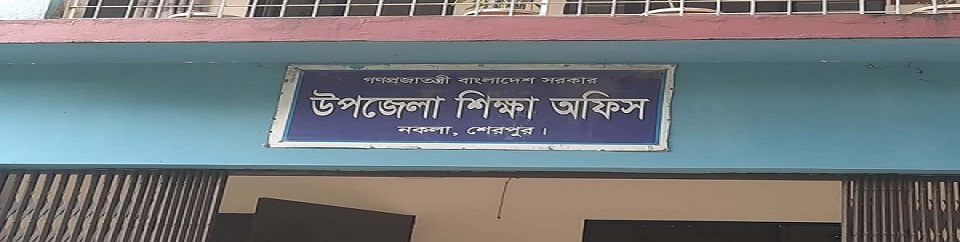 গণপ্রজাতন্ত্রী বাংলাদেশ সরকার
উপজেলা শিক্ষা অফিস
নকলা, শেরপুর।